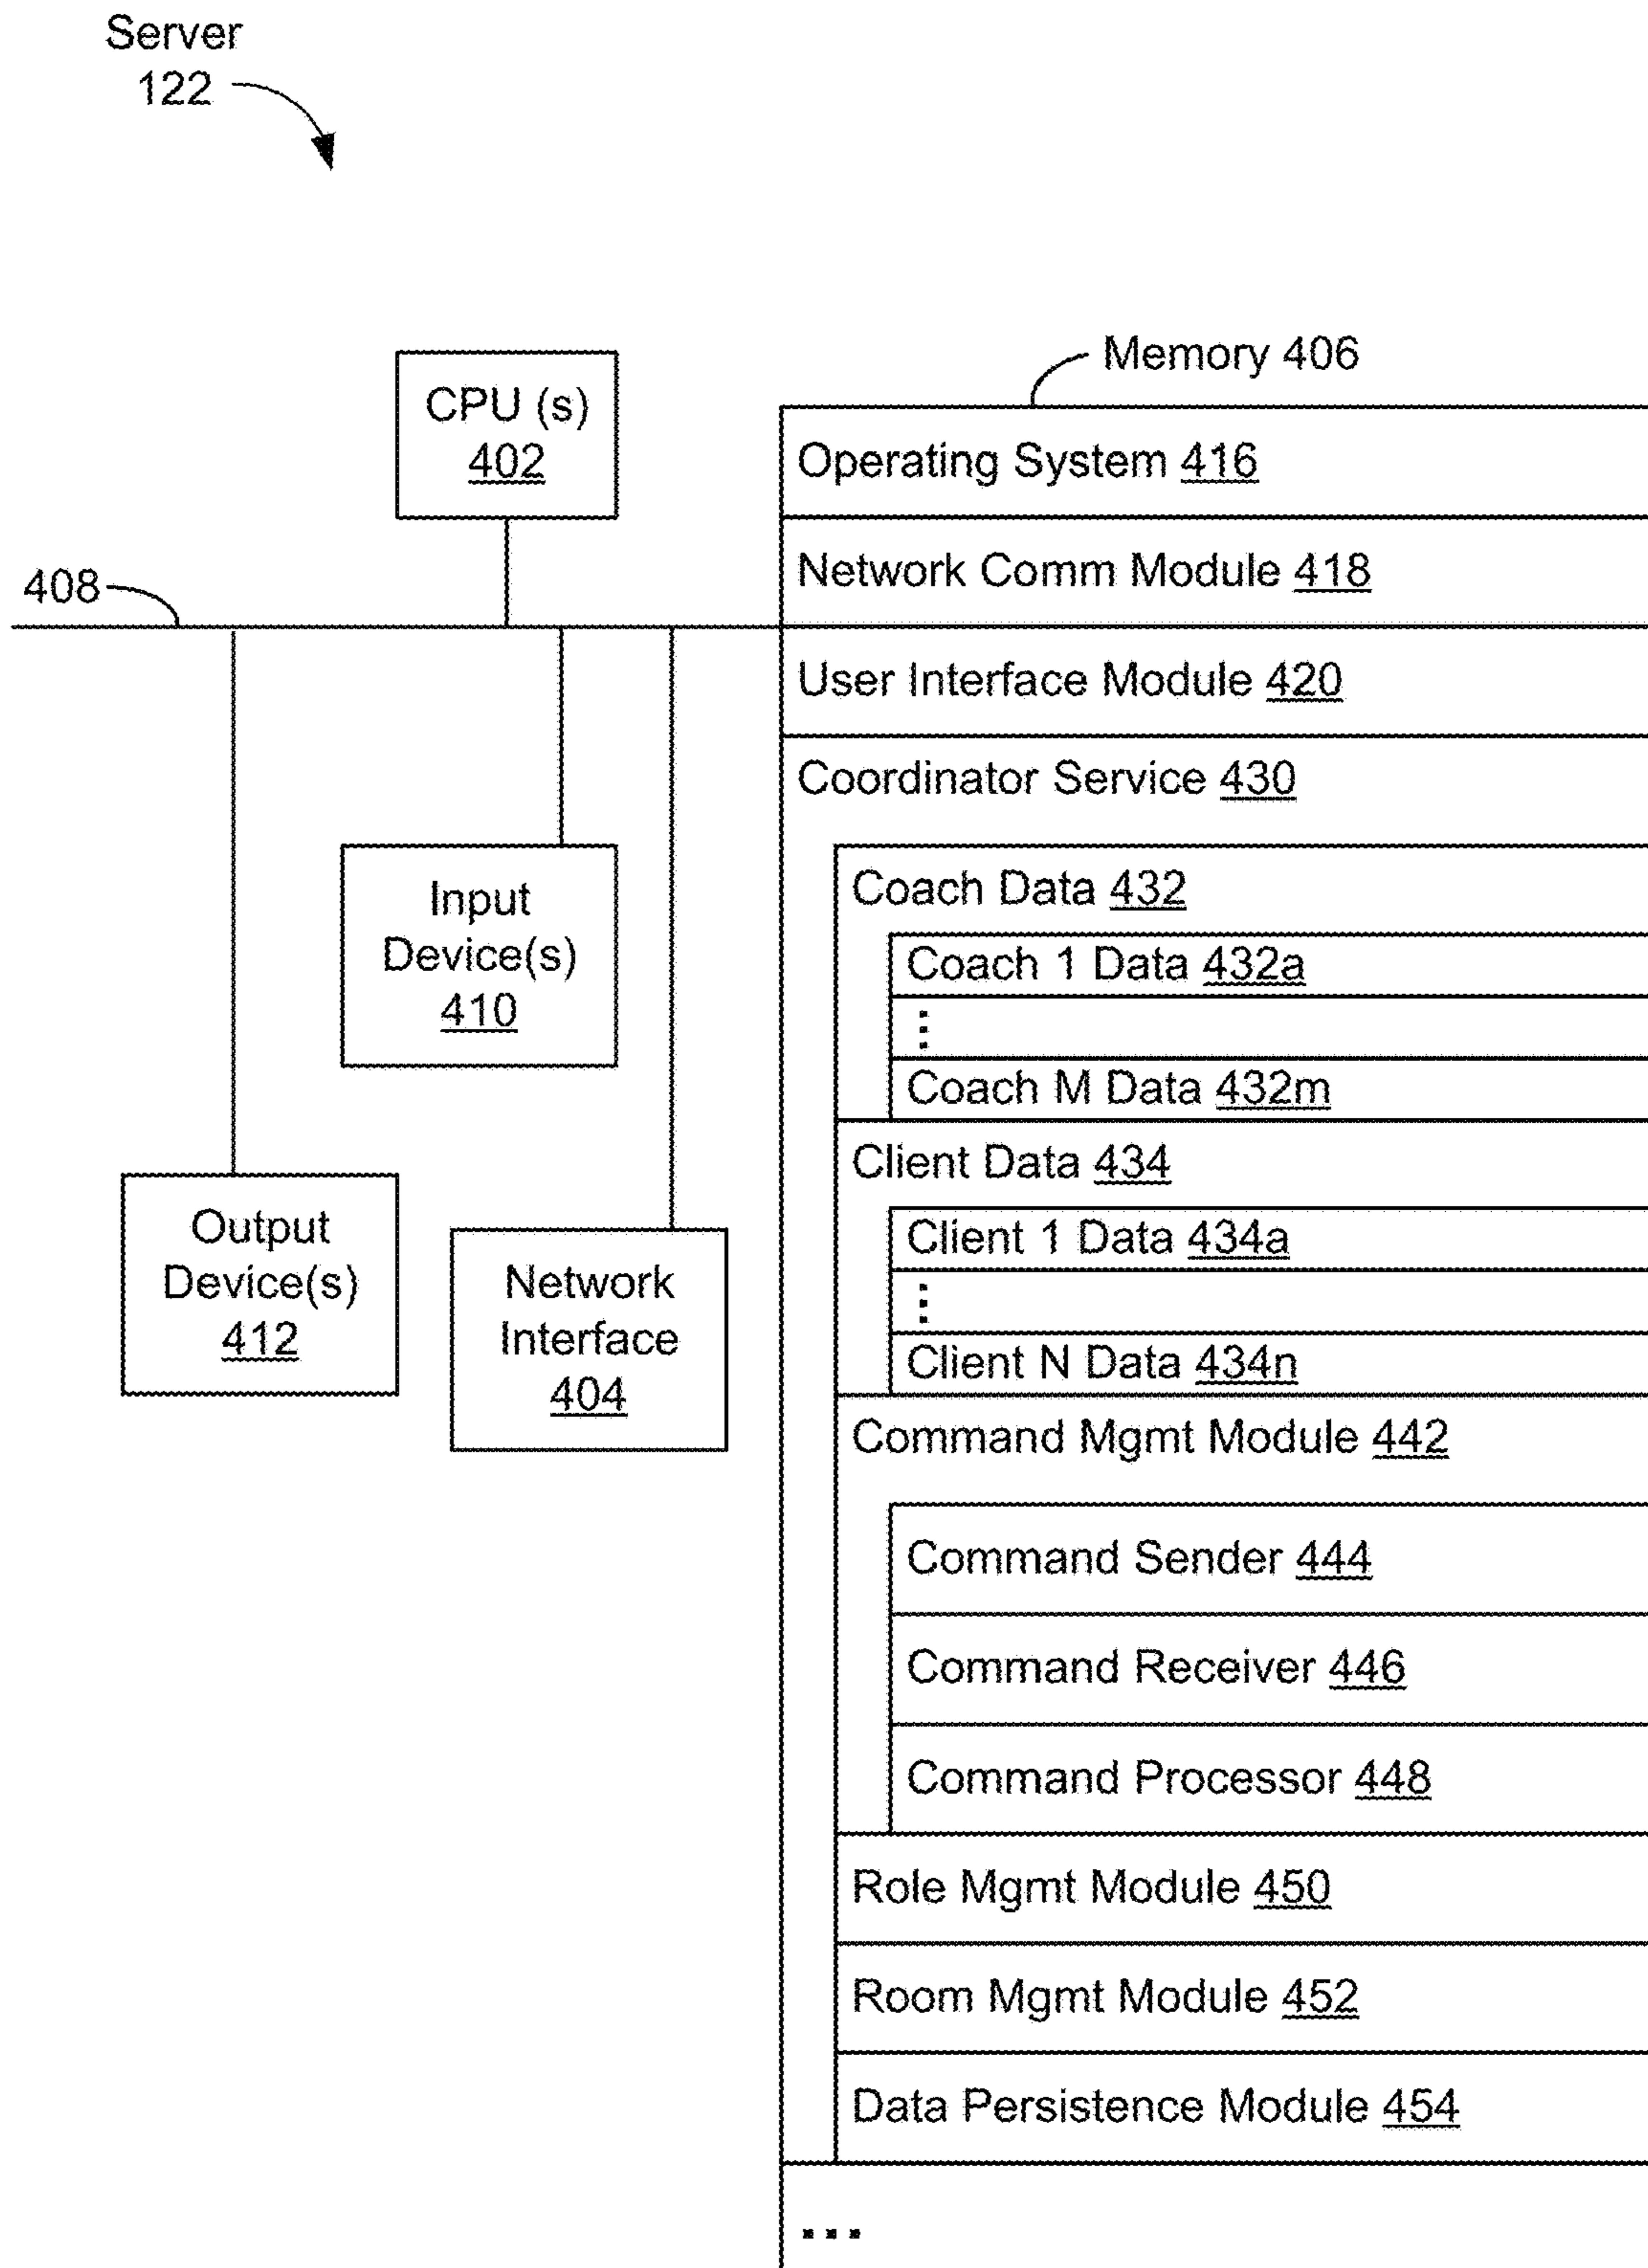 Server
122
Memory 406
CPU (s)
402
408
Operating System 416
Network Comm Module 418
User Interface Module 420
Coordinator Service 430
Input
Device(s)
410
Output
Device(s)
412
Network
Interface
404
Coach Data 432
Coach 1 Data 432a
⋮
Coach M Data 432m
Client Data 434
Client 1 Data 434a
⋮
Client N Data 434n
Command Mgmt Module 442
Command Sender 444
Command Receiver 446
Command Processor 448
Role Mgmt Module 450
Room Mgmt Module 452
Data Persistence Module 454
...